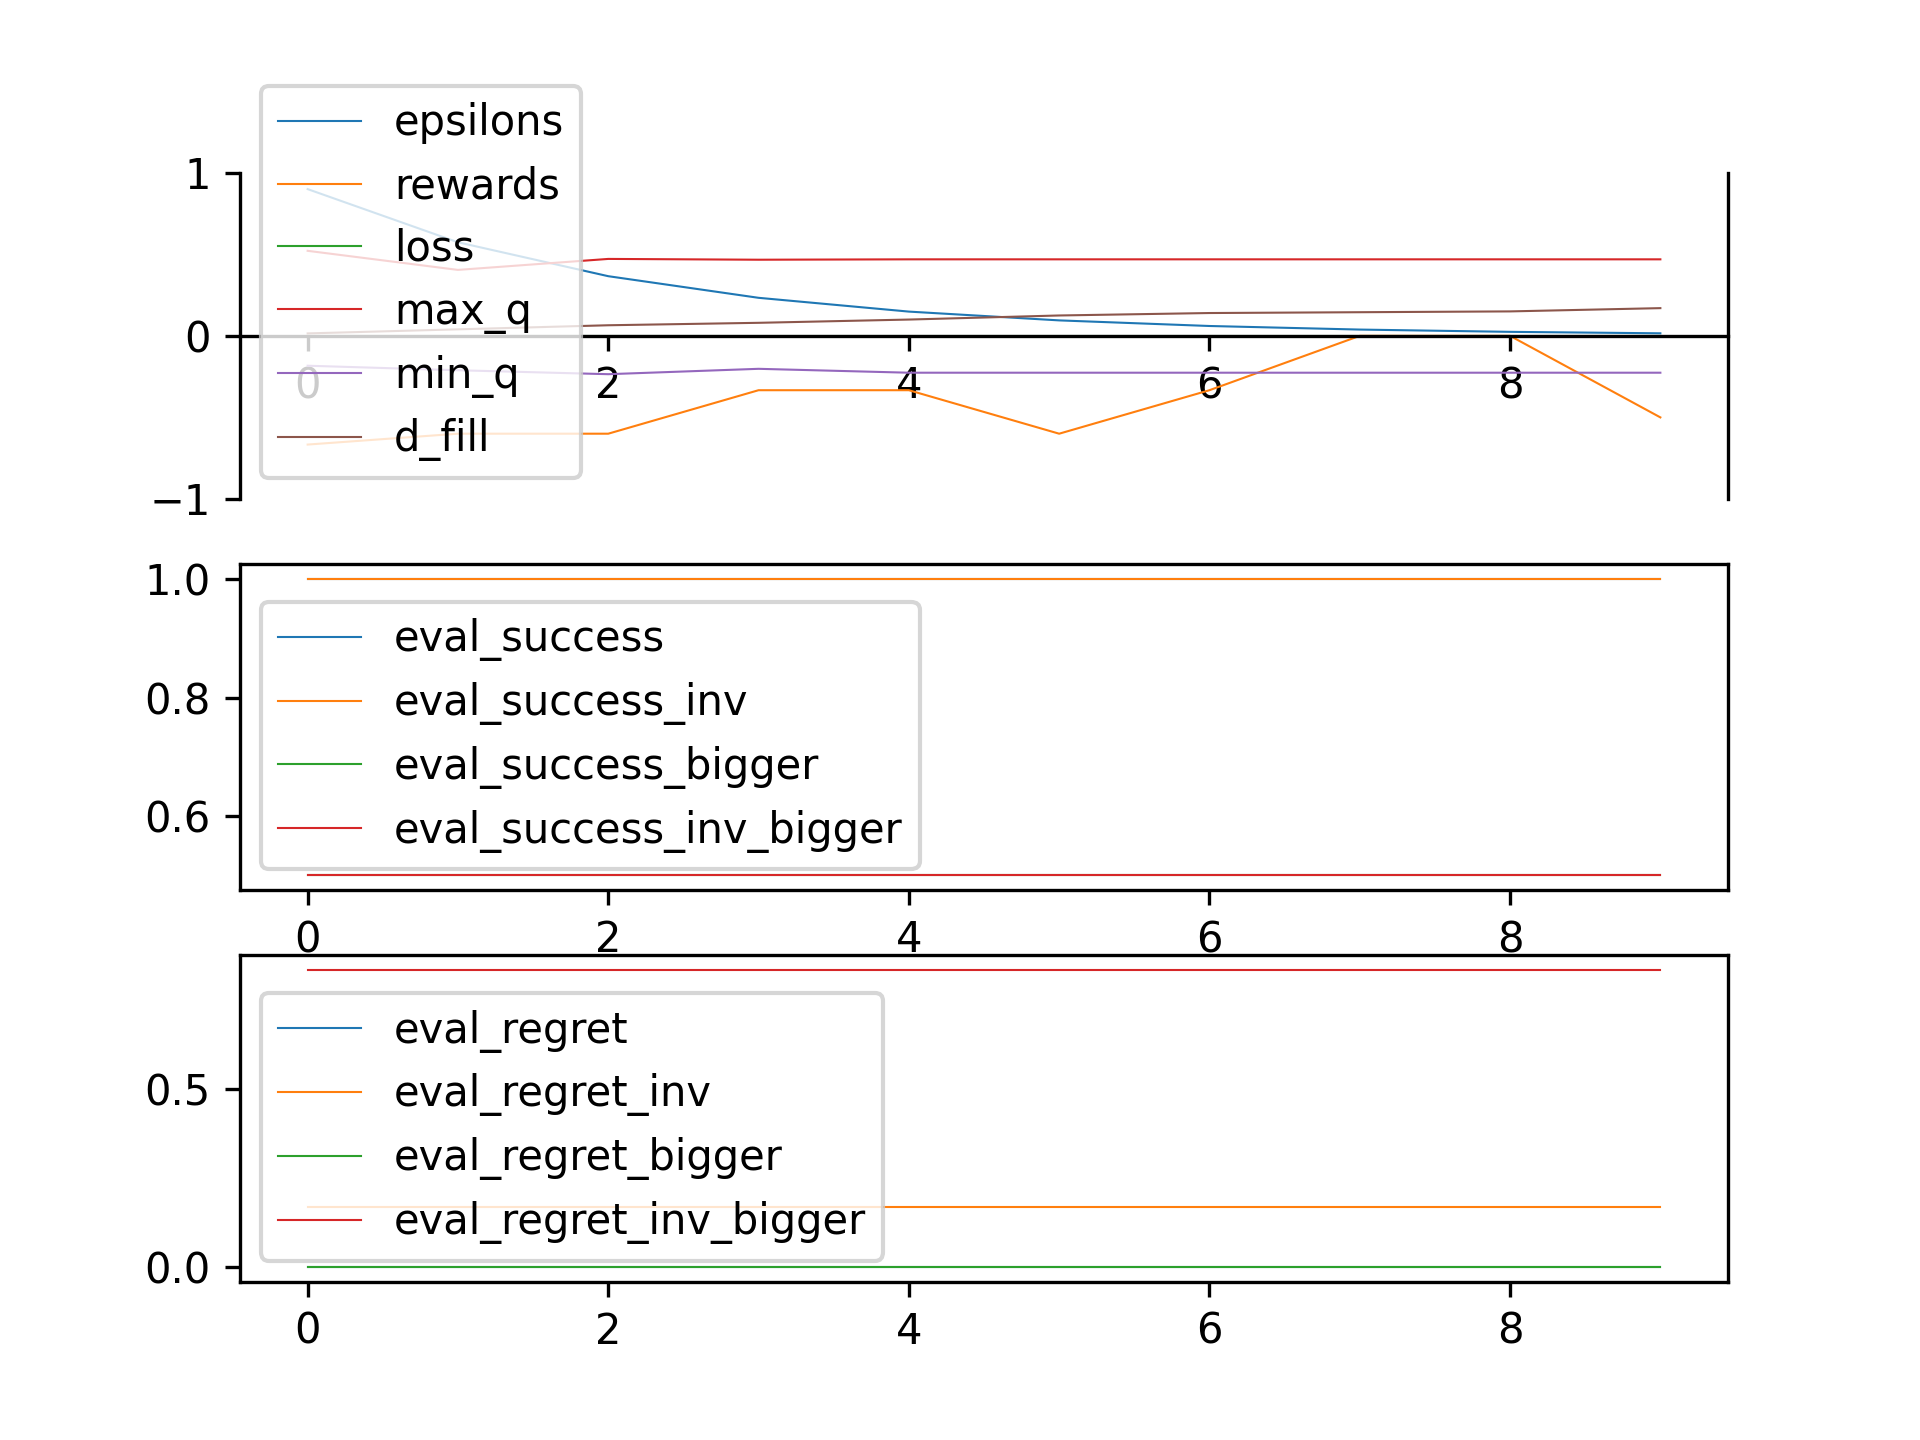 epsilons
1
rewards
loss
max_q
0
min_q
0 2 4 6 8
d_fill
−1
1.0
eval_success
0.8
eval_success_inv
eval_success_bigger
0.6
eval_success_inv_bigger
0 2 4 6 8
eval_regret
0.5
eval_regret_inv
eval_regret_bigger
eval_regret_inv_bigger
0.0
0 2 4 6 8